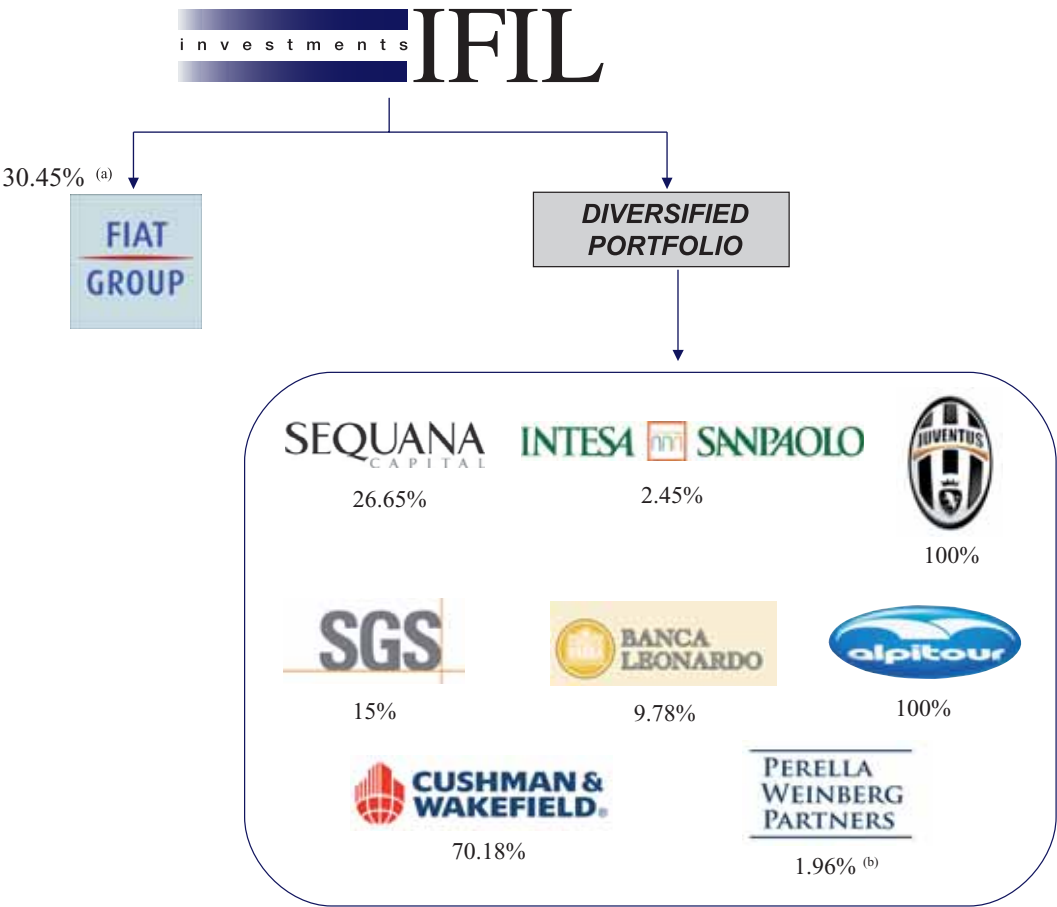 investments IFIL
30.45% (a)
FIAT
GROUP
DIVERSIFIED
PORTFOLIO
SEQUANA
CAPITAL
26.65%
INTESA SANPAOLO
2.45%
JUVENTUS
100%
SGS
15%
BANCA
LEONARDO
9.78%
alpitour
100%
CUSHMAN &
WAKEFIELD®
70.18%
PERELLA
WEINBERG
PARTNERS
1.96% (b)